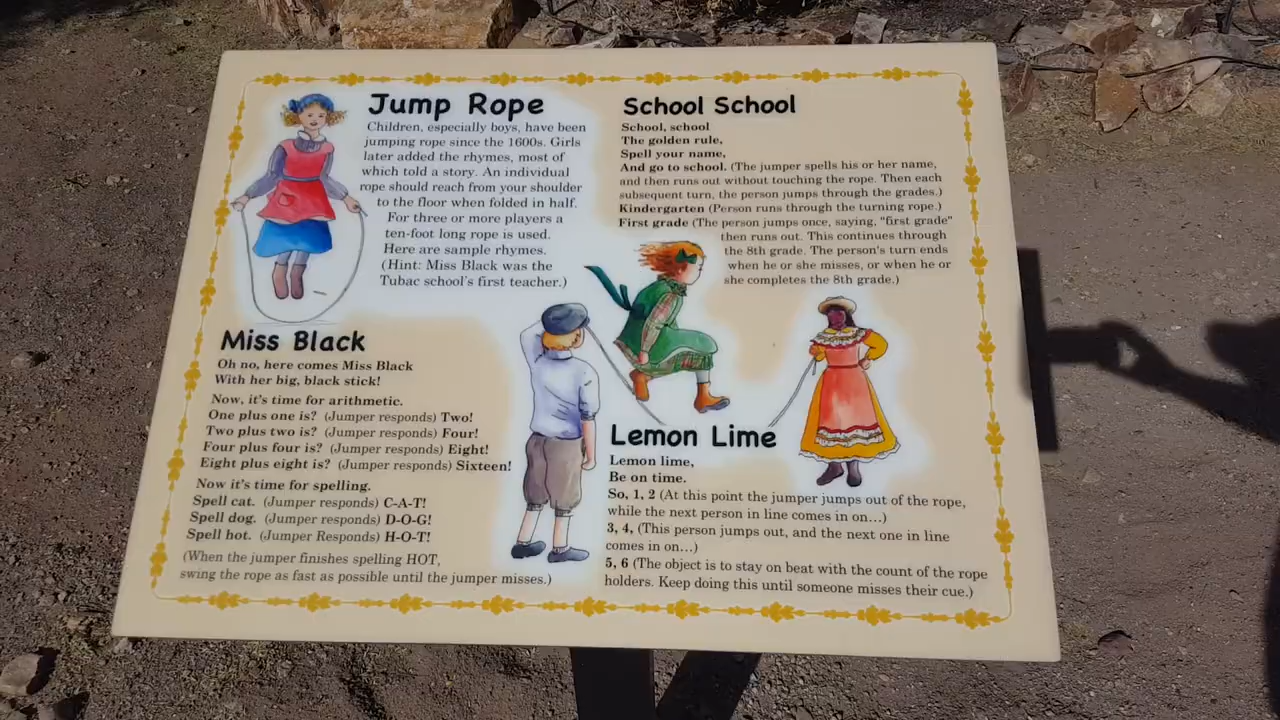 Jump Rope
Children, especially boys, have been
jumping rope since the 1600s. Girls
later added the rhymes, most of
which told a story. An individual
rope should reach from your shoulder
to the floor when folded in half.
For three or more players a
ten-foot long rope is used.
Here are sample rhymes.
(Hint: Miss Black was the
Tubac school's first teacher.)
Miss Black
Oh no, here comes Miss Black
With her big, black stick!
Now, it's time for arithmetic.
One plus one is? (Jumper responds) Two!
Two plus two is? (Jumper responds) Four!
Four plus four is? (Jumper responds) Eight!
Eight plus eight is? (Jumper responds) Sixteen!
Now it's time for spelling.
Spell cat. (Jumper responds) C-A-T!
Spell dog. (Jumper responds) D-O-G!
Spell hot. (Jumper Responds) H-O-T!
(When the jumper finishes spelling HOT,
swing the rope as fast as possible until the jumper misses.)
School School
School, school
The golden rule,
Spell your name,
And go to school. (The jumper spells his or her name,
and then runs out without touching the rope. Then each
subsequent turn, the person jumps through the grades.)
Kindergarten (Person runs through the turning rope.)
First grade (The person jumps once, saying, "first grade"
then runs out. This continues through
the 8th grade. The person's turn ends
when he or she misses, or when he or
she completes the 8th grade.)
Lemon Lime
Lemon lime,
Be on time.
So, 1, 2 (At this point the jumper jumps out of the rope,
while the next person in line comes in on...)
3, 4, (This person jumps out, and the next one in line
comes in on...)
5, 6 (The object is to stay on beat with the count of the rope
holders. Keep doing this until someone misses their cue.)